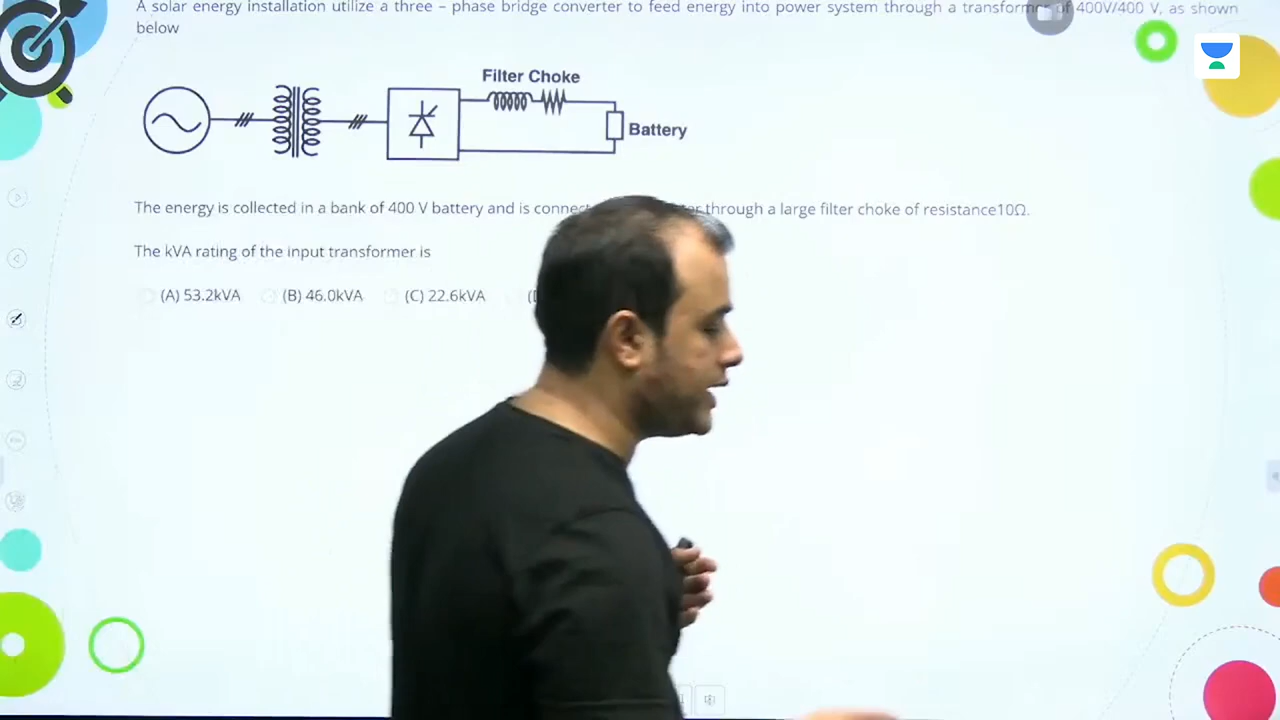 A solar energy installation utilize a three – phase bridge converter to feed energy into power system through a transformer of 400V/400 V, as shown
below
Filter Choke
Battery
The energy is collected in a bank of 400 V battery and is through a large filter choke of resistance10Ω.
The kVA rating of the input transformer is
(A) 53.2kVA (B) 46.0kVA (C) 22.6kVA